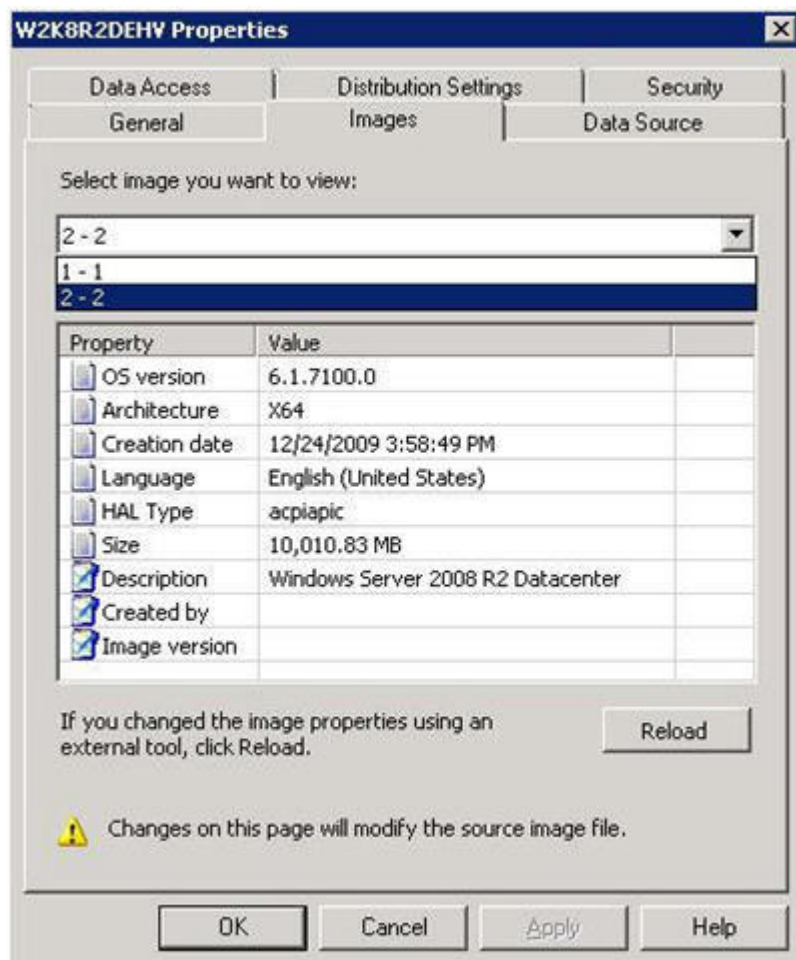 W2K8R2DEHV Properties
Data Access Distribution Settings Security
General Images Data Source
Select image you want to view:
2 - 2
1 - 1
2 - 2
Property Value
OS version 6.1.7100.0
Architecture X64
Creation date 12/24/2009 3:58:49 PM
Language English (United States)
HAL Type acpiapic
Size 10,010.83 MB
Description Windows Server 2008 R2 Datacenter
Created by
Image version
If you changed the image properties using an
external tool, click Reload.
Reload
Changes on this page will modify the source image file.
OK Cancel Apply Help